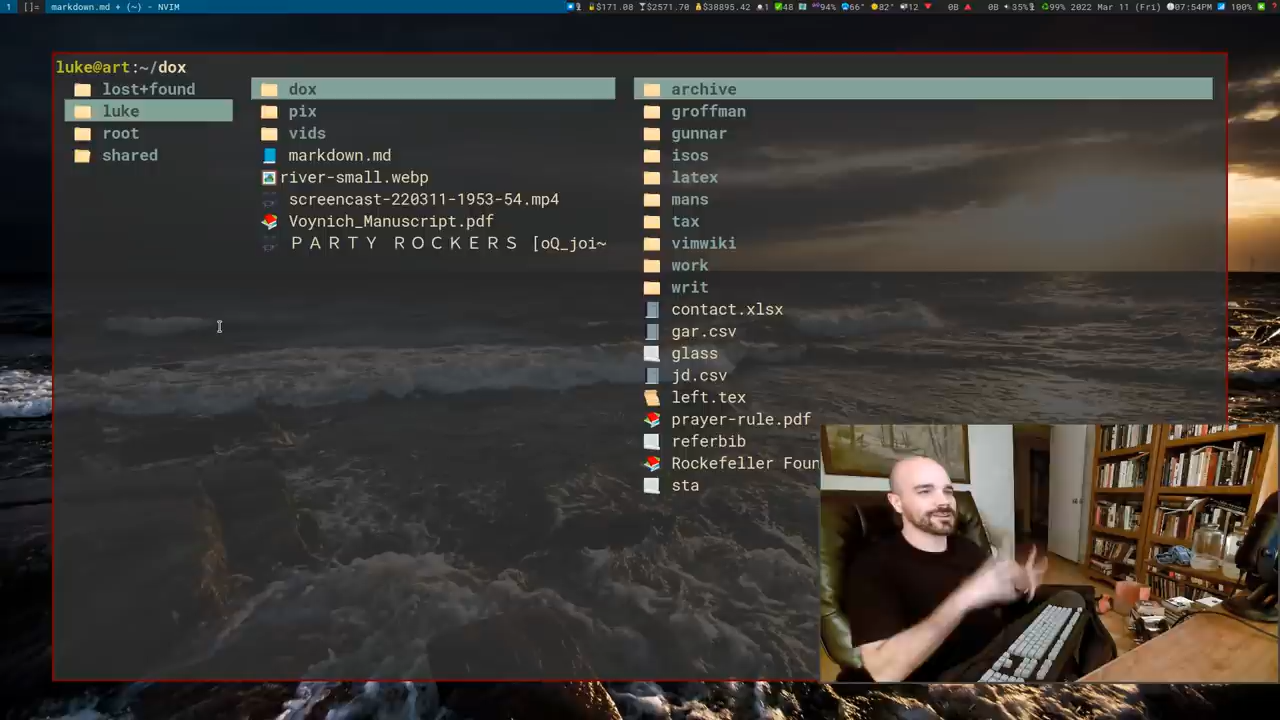 1 []= markdown.md + (~) - NVIM
$171.08 $2571.70 $38895.42 1 48 94% 66° 82° 12 0B 0B 35% 99% 2022 Mar 11 (Fri) 07:54PM 100% ?
luke@art:~/dox
lost+found
luke
root
shared
dox
pix
vids
markdown.md
river-small.webp
screencast-220311-1953-54.mp4
Voynich_Manuscript.pdf
P A R T Y R O C K E R S [oQ_joi~
archive
groffman
gunnar
isos
latex
mans
tax
vimwiki
work
writ
contact.xlsx
gar.csv
glass
jd.csv
left.tex
prayer-rule.pdf
referbib
Rockefeller Foun
sta